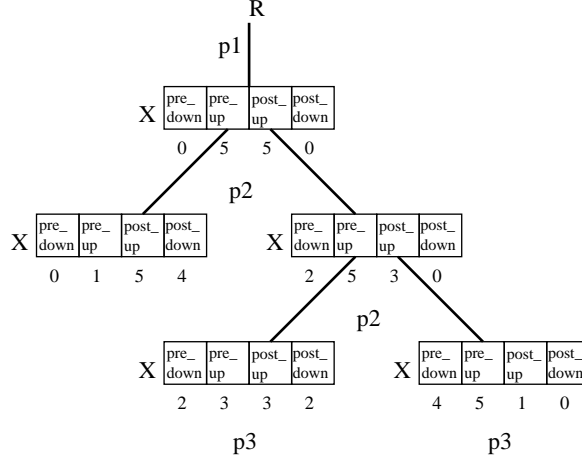 R
p1
X
pre_ down
pre_ up
post_ up
post_ down
0 5 5 0
p2
X
pre_ down
pre_ up
post_ up
post_ down
0 1 5 4
X
pre_ down
pre_ up
post_ up
post_ down
2 5 3 0
p2
X
pre_ down
pre_ up
post_ up
post_ down
2 3 3 2
p3
X
pre_ down
pre_ up
post_ up
post_ down
4 5 1 0
p3